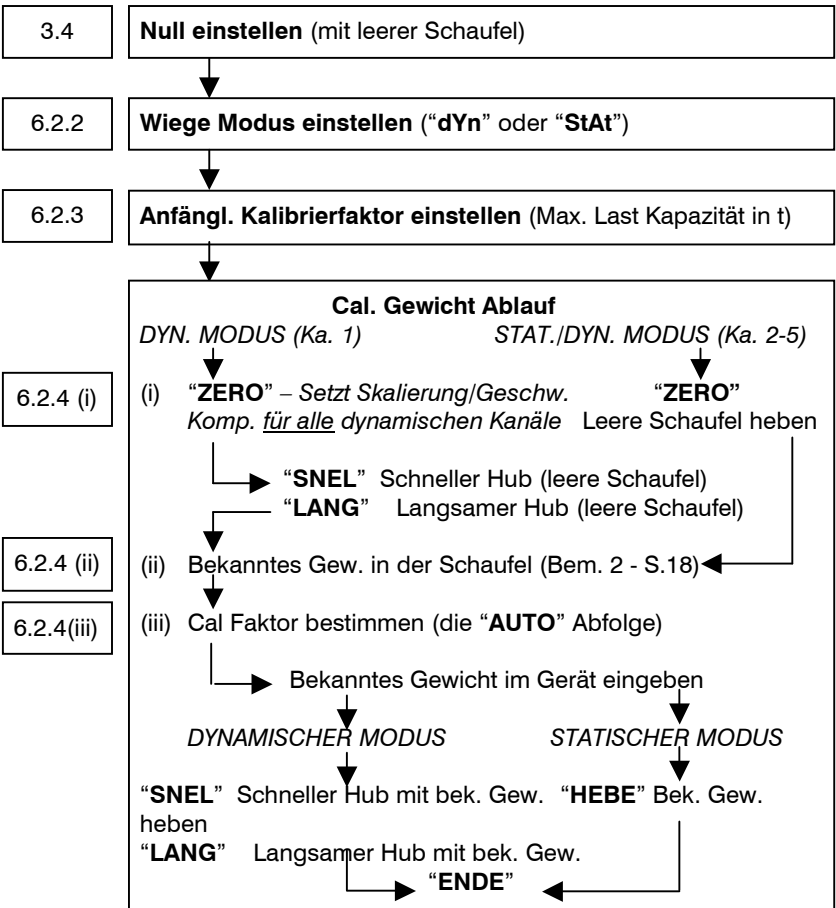 3.4 Null einstellen (mit leerer Schaufel)
6.2.2 Wiege Modus einstellen (“dYn” oder “StAt”)
6.2.3 Anfängl. Kalibrierfaktor einstellen (Max. Last Kapazität in t)
Cal. Gewicht Ablauf
DYN. MODUS (Ka. 1) STAT./DYN. MODUS (Ka. 2-5)
6.2.4 (i) (i) “ZERO” – Setzt Skalierung/Geschw. “ZERO”
Komp. für alle dynamischen Kanäle Leere Schaufel heben
“SNEL” Schneller Hub (leere Schaufel)
“LANG” Langsamer Hub (leere Schaufel)
6.2.4 (ii) (ii) Bekanntes Gew. in der Schaufel (Bem. 2 - S.18)
6.2.4(iii) (iii) Cal Faktor bestimmen (die “AUTO” Abfolge)
Bekanntes Gewicht im Gerät eingeben
DYNAMISCHER MODUS STATISCHER MODUS
“SNEL” Schneller Hub mit bek. Gew. “HEBE” Bek. Gew.
heben
“LANG” Langsamer Hub mit bek. Gew.
“ENDE”